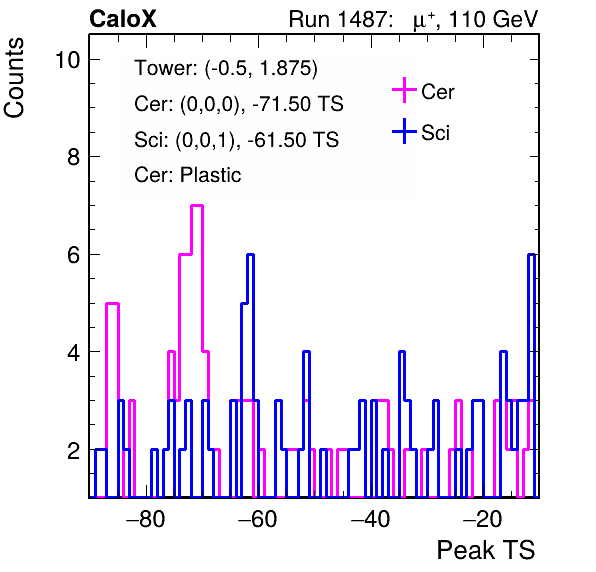 CaloX Run 1487: μ⁺, 110 GeV
Counts
Tower: (-0.5, 1.875)
Cer: (0,0,0), -71.50 TS
Sci: (0,0,1), -61.50 TS
Cer: Plastic
Cer
Sci
10
8
6
4
2
−80 −60 −40 −20
Peak TS